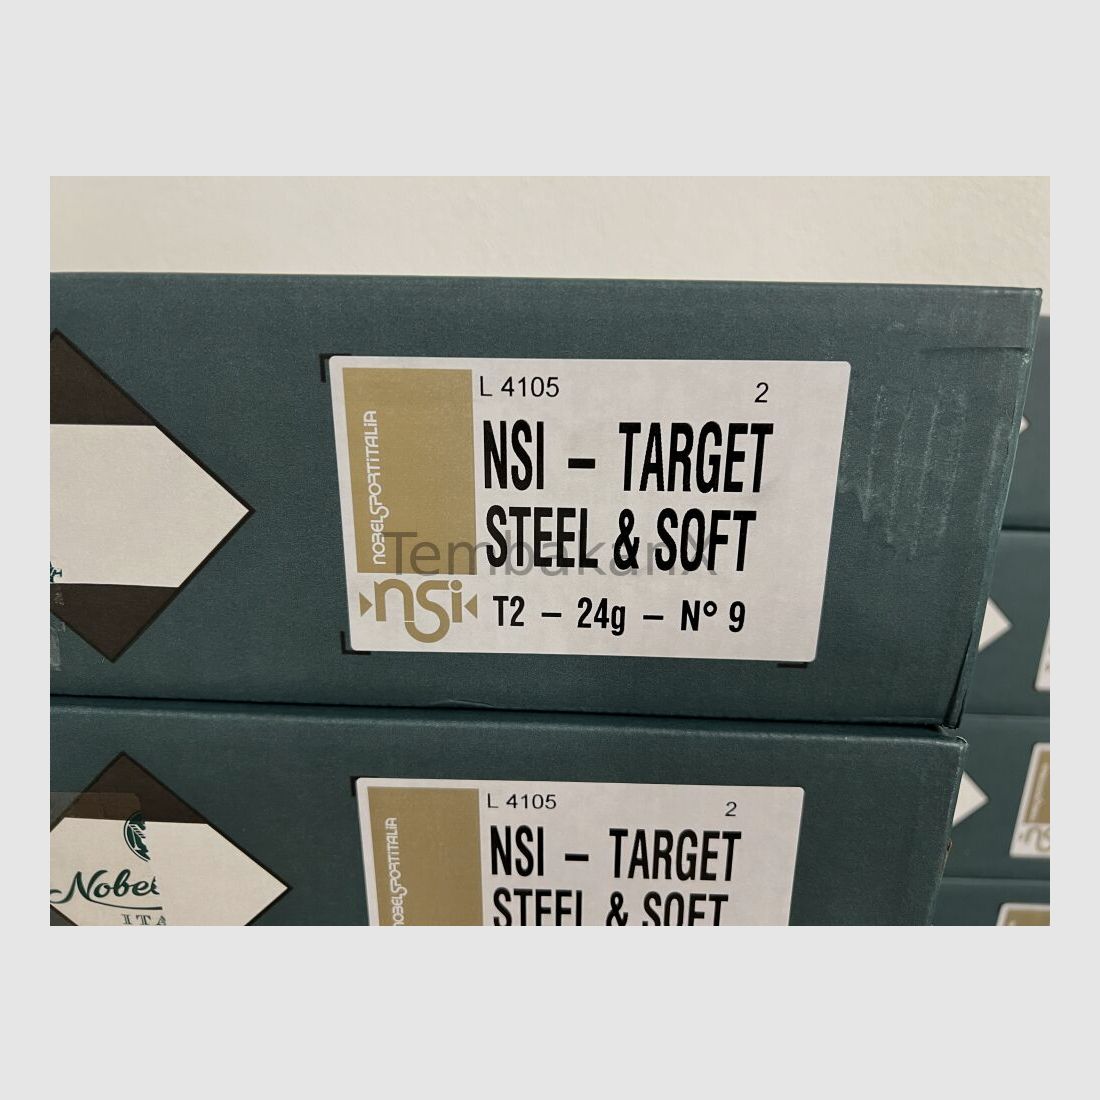 L 4105 2
NSI – TARGET
STEEL & SOFT
T2 – 24g – N° 9
NOBELSPORTITALIA
nsi
TembakanX
L 4105 2
NSI – TARGET
STEEL & SOFT
NOBELSPORTITALIA
Nobel
ITA